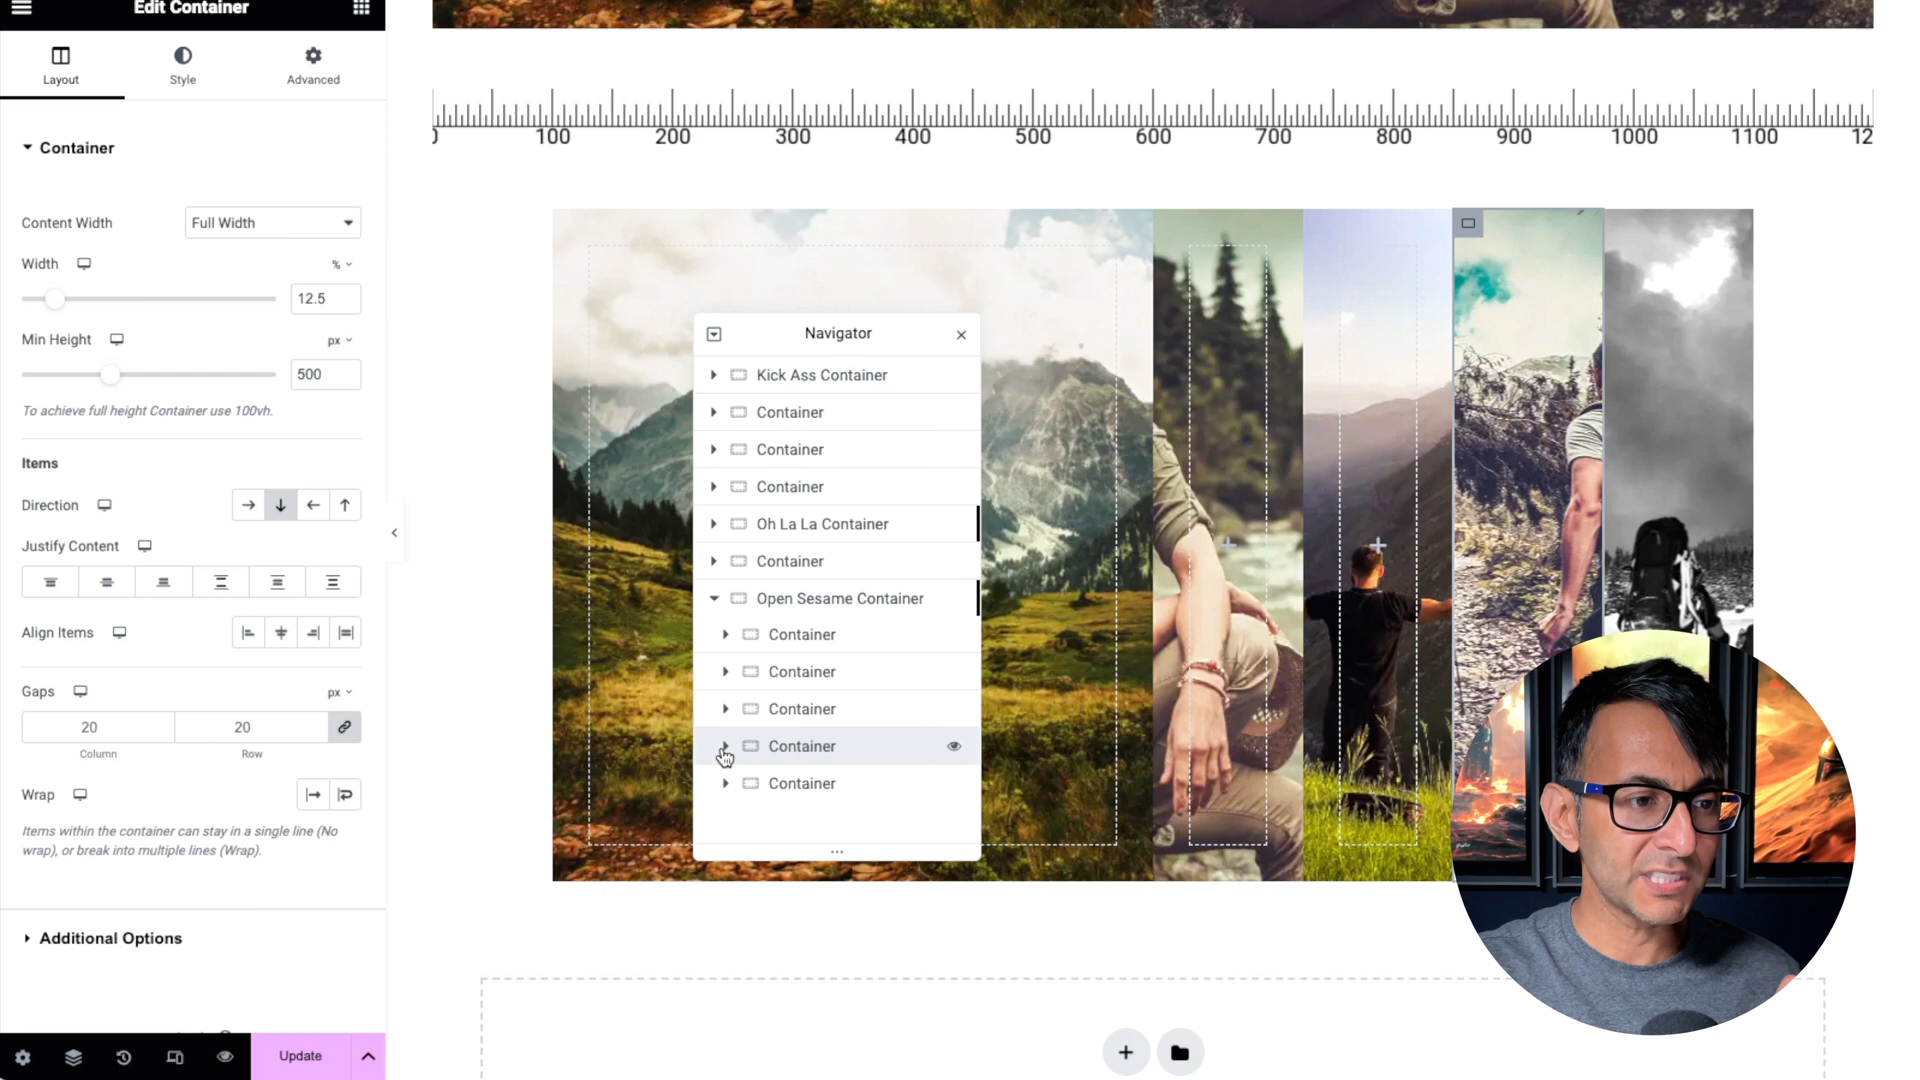 Edit Container
Layout
Style
Advanced
Container
Content Width
Full Width
Width
%
12.5
Min Height
px
500
To achieve full height Container use 100vh.
Items
Direction
Justify Content
Align Items
Gaps
px
20
20
Column
Row
Wrap
Items within the container can stay in a single line (No
wrap), or break into multiple lines (Wrap).
Additional Options
Update
100 200 300 400 500 600 700 800 900 1000 1100 12
Navigator
Kick Ass Container
Container
Container
Container
Oh La La Container
Container
Open Sesame Container
Container
Container
Container
Container
Container